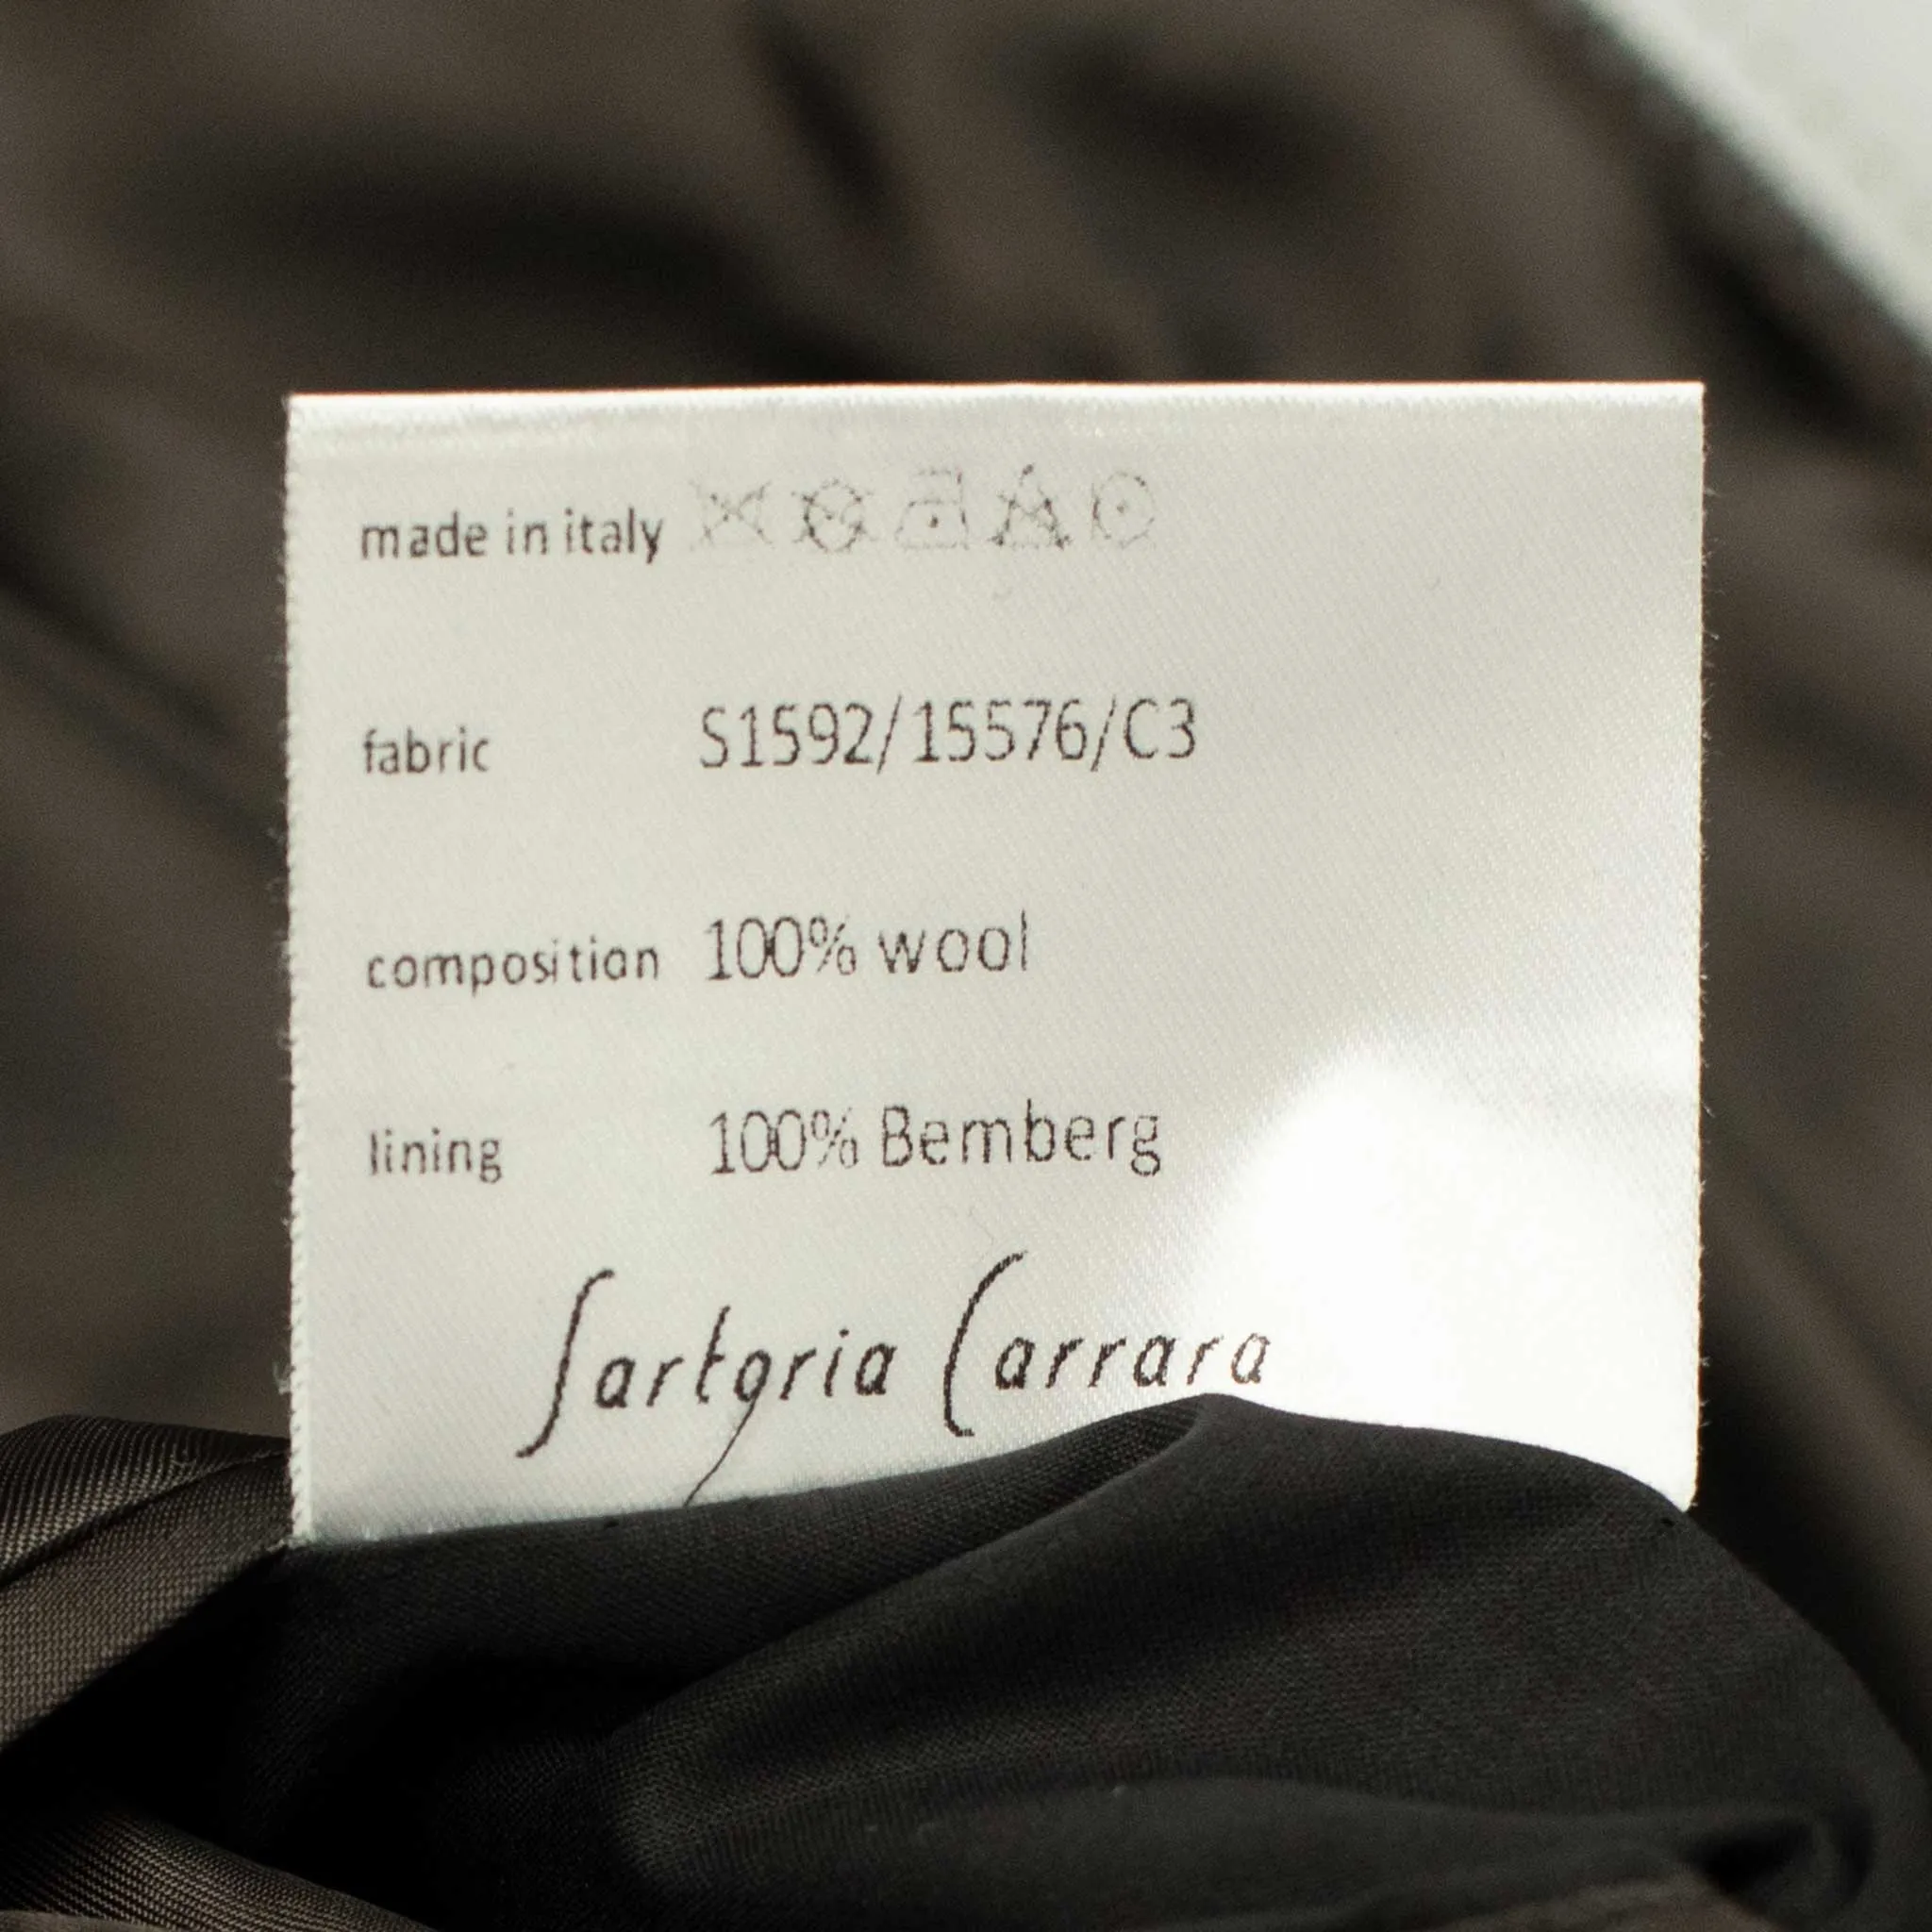 made in italy
fabric S1592/15576/C3
composition 100% wool
lining 100% Bemberg
Sartoria Carrara